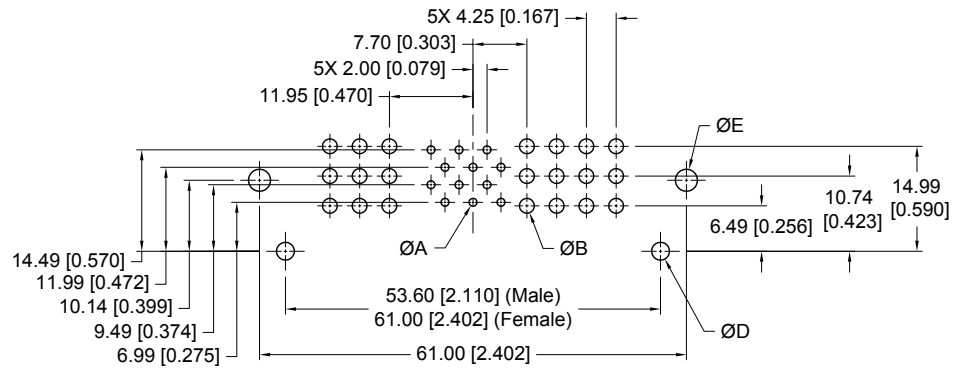 5X 4.25 [0.167]
7.70 [0.303]
5X 2.00 [0.079]
11.95 [0.470]
ØE
14.99
[0.590]
10.74
[0.423]
6.49 [0.256]
ØA
ØB
14.49 [0.570]
11.99 [0.472]
10.14 [0.399]
9.49 [0.374]
6.99 [0.275]
53.60 [2.110] (Male)
61.00 [2.402] (Female)
ØD
61.00 [2.402]